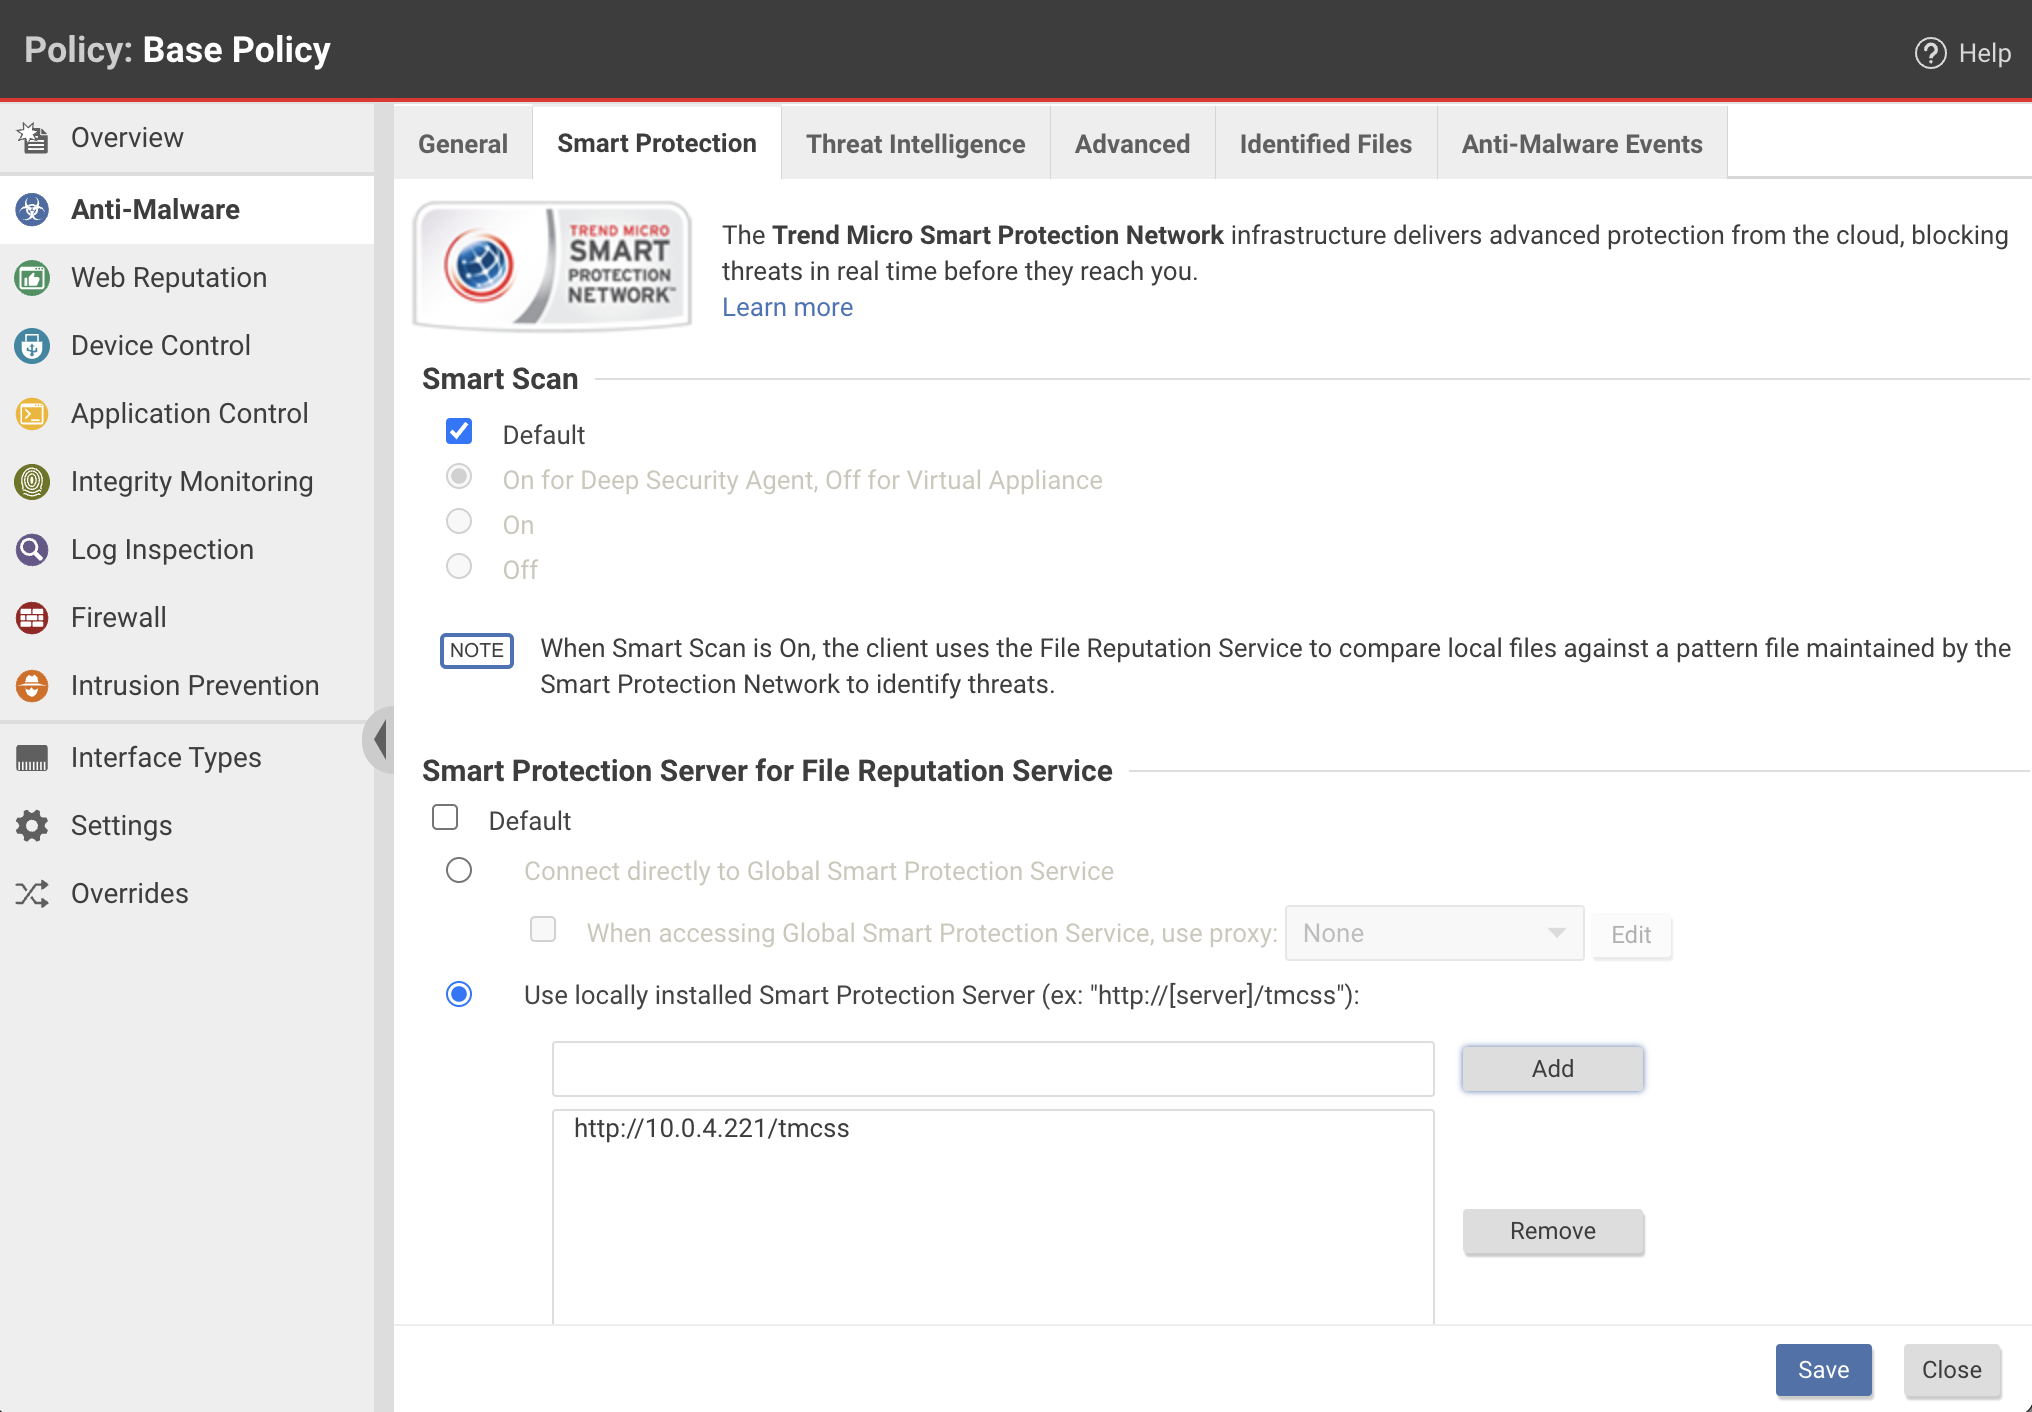 Policy: Base Policy
Help
Overview
Anti-Malware
Web Reputation
Device Control
Application Control
Integrity Monitoring
Log Inspection
Firewall
Intrusion Prevention
Interface Types
Settings
Overrides
General
Smart Protection
Threat Intelligence
Advanced
Identified Files
Anti-Malware Events
TREND MICRO
SMART
PROTECTION
NETWORK™
The Trend Micro Smart Protection Network infrastructure delivers advanced protection from the cloud, blocking
threats in real time before they reach you.
Learn more
Smart Scan
Default
On for Deep Security Agent, Off for Virtual Appliance
On
Off
NOTE
When Smart Scan is On, the client uses the File Reputation Service to compare local files against a pattern file maintained by the
Smart Protection Network to identify threats.
Smart Protection Server for File Reputation Service
Default
Connect directly to Global Smart Protection Service
When accessing Global Smart Protection Service, use proxy: None Edit
Use locally installed Smart Protection Server (ex: "http://[server]/tmcss"):
Add
http://10.0.4.221/tmcss
Remove
Save
Close